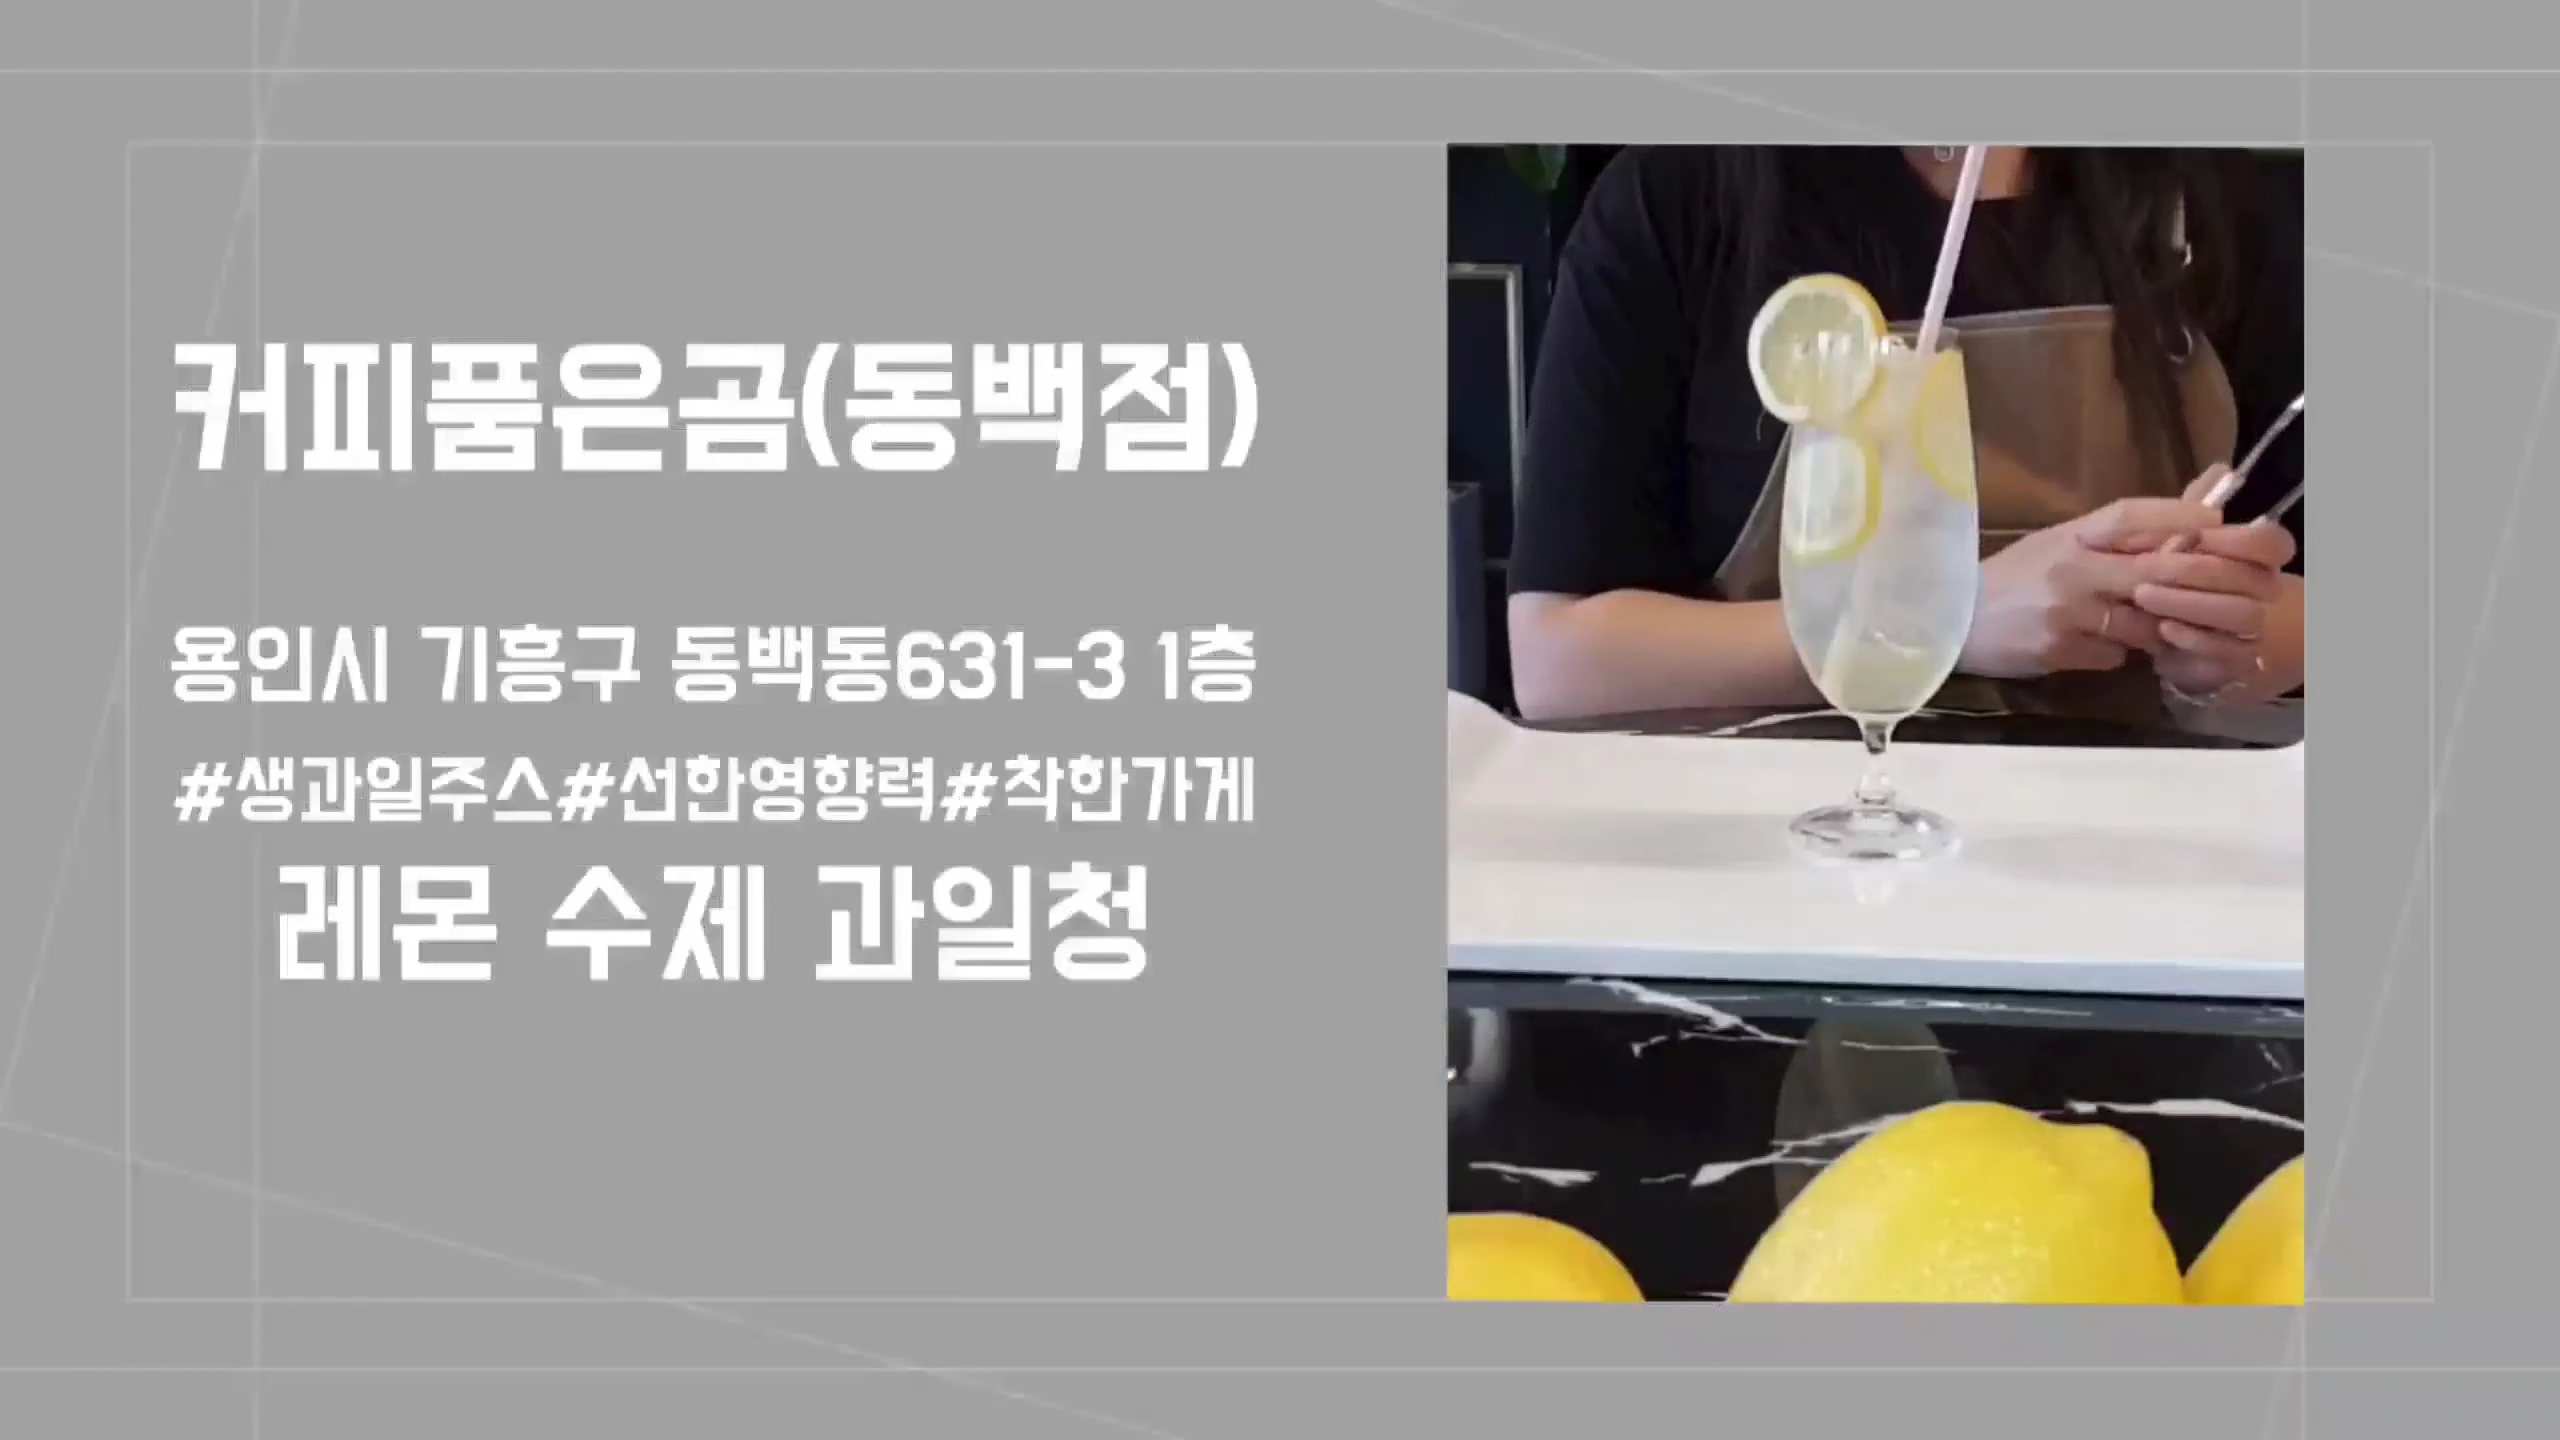 커피품은곰(동백점)
용인시 기흥구 동백동631-3 1층
#생과일주스#선한영향력#착한가게
레몬 수제 과일청